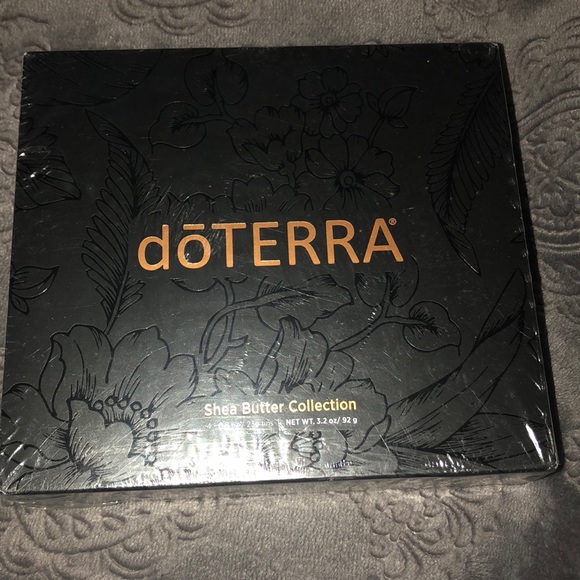 dōTERRA®
Shea Butter Collection
NET WT. 3.2 oz/ 92 g